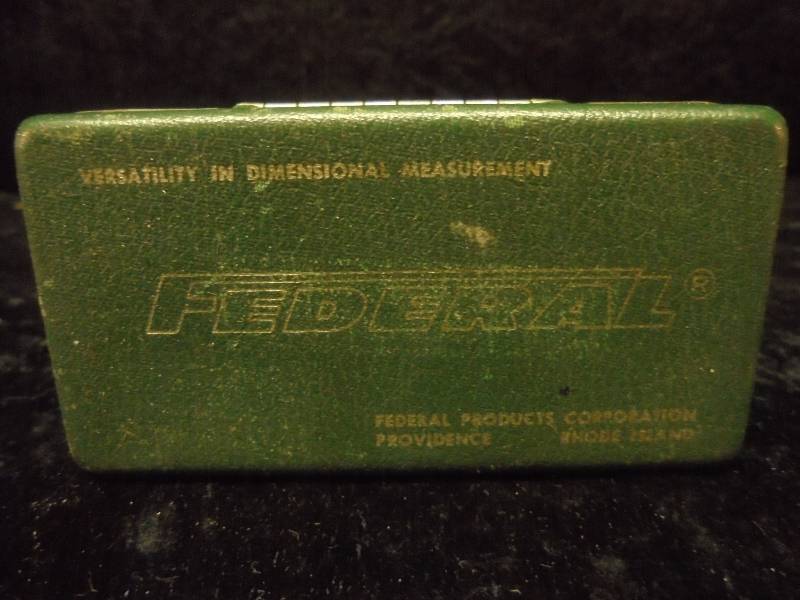 VERSATILITY IN DIMENSIONAL MEASUREMENT
FEDERAL®
FEDERAL PRODUCTS CORPORATION
PROVIDENCE RHODE ISLAND